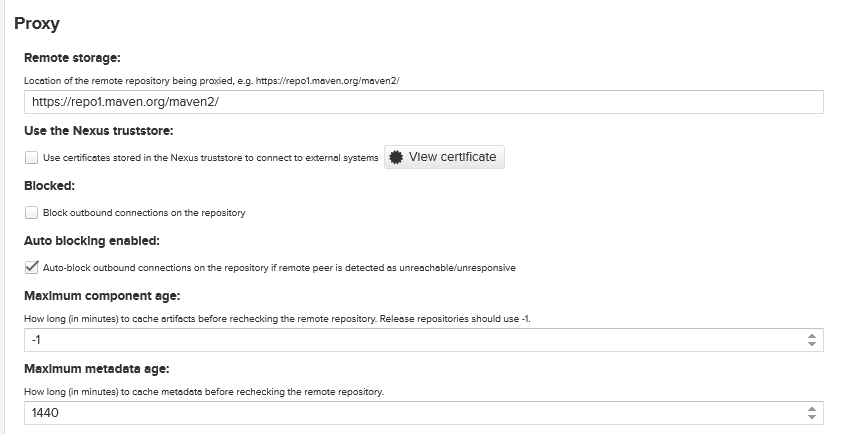 Proxy
Remote storage:
Location of the remote repository being proxied, e.g. https://repo1.maven.org/maven2/
https://repo1.maven.org/maven2/
Use the Nexus truststore:
Use certificates stored in the Nexus truststore to connect to external systems View certificate
Blocked:
Block outbound connections on the repository
Auto blocking enabled:
Auto-block outbound connections on the repository if remote peer is detected as unreachable/unresponsive
Maximum component age:
How long (in minutes) to cache artifacts before rechecking the remote repository. Release repositories should use -1.
-1
Maximum metadata age:
How long (in minutes) to cache metadata before rechecking the remote repository.
1440